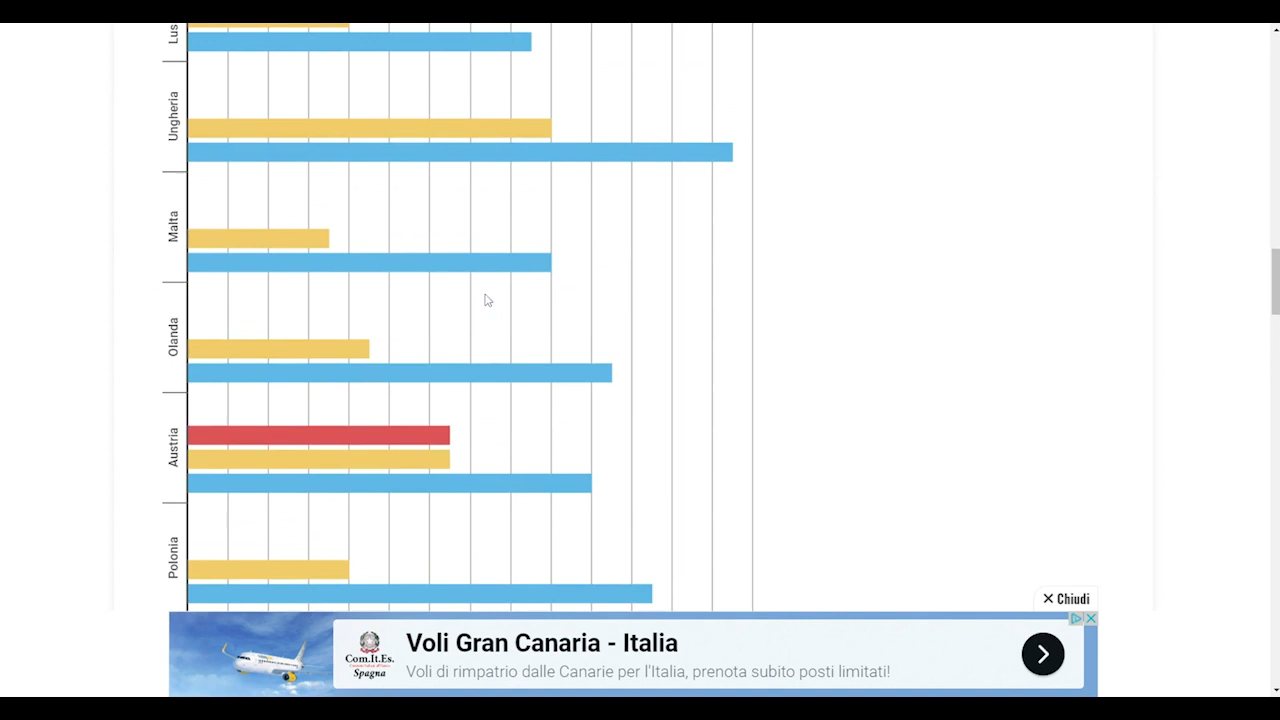 Lus
Ungheria
Malta
Olanda
Austria
Polonia
✕ Chiudi
Voli Gran Canaria - Italia
Com.It.Es.
Spagna
Voli di rimpatrio dalle Canarie per l'Italia, prenota subito posti limitati!